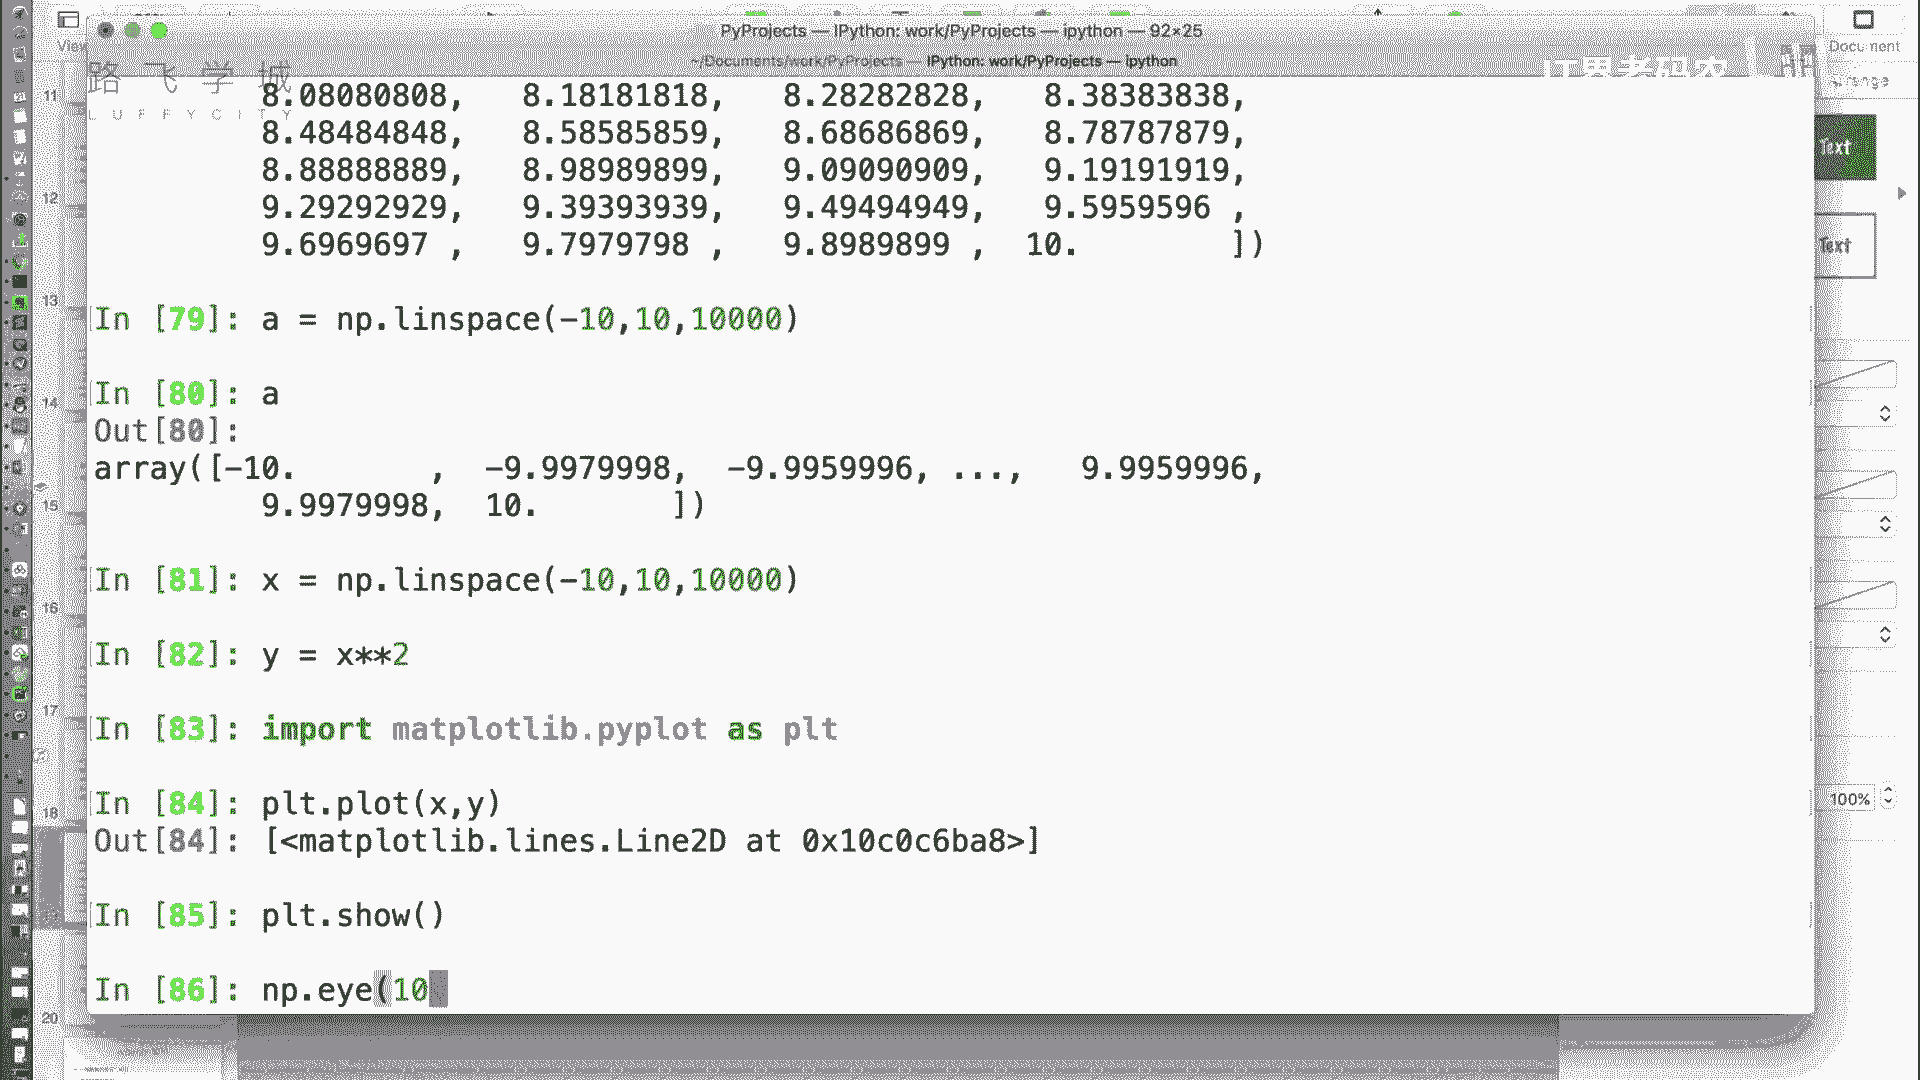 PyProjects — IPython: work/PyProjects — ipython — 92×25
~/Documents/work/PyProjects — IPython: work/PyProjects — ipython
View
Document
路飞学城
LUFFYCITY
8.08080808, 8.18181818, 8.28282828, 8.38383838,
8.48484848, 8.58585859, 8.68686869, 8.78787879,
8.88888889, 8.98989899, 9.09090909, 9.19191919,
9.29292929, 9.39393939, 9.49494949, 9.5959596 ,
9.6969697 , 9.7979798 , 9.8989899 , 10. ])
In [79]: a = np.linspace(-10,10,10000)
In [80]: a
Out[80]:
array([-10. , -9.9979998, -9.9959996, ..., 9.9959996,
9.9979998, 10. ])
In [81]: x = np.linspace(-10,10,10000)
In [82]: y = x**2
In [83]: import matplotlib.pyplot as plt
In [84]: plt.plot(x,y)
Out[84]: [<matplotlib.lines.Line2D at 0x10c0c6ba8>]
In [85]: plt.show()
In [86]: np.eye(10
11
12
13
14
15
16
17
18
20
Text
Text
100%